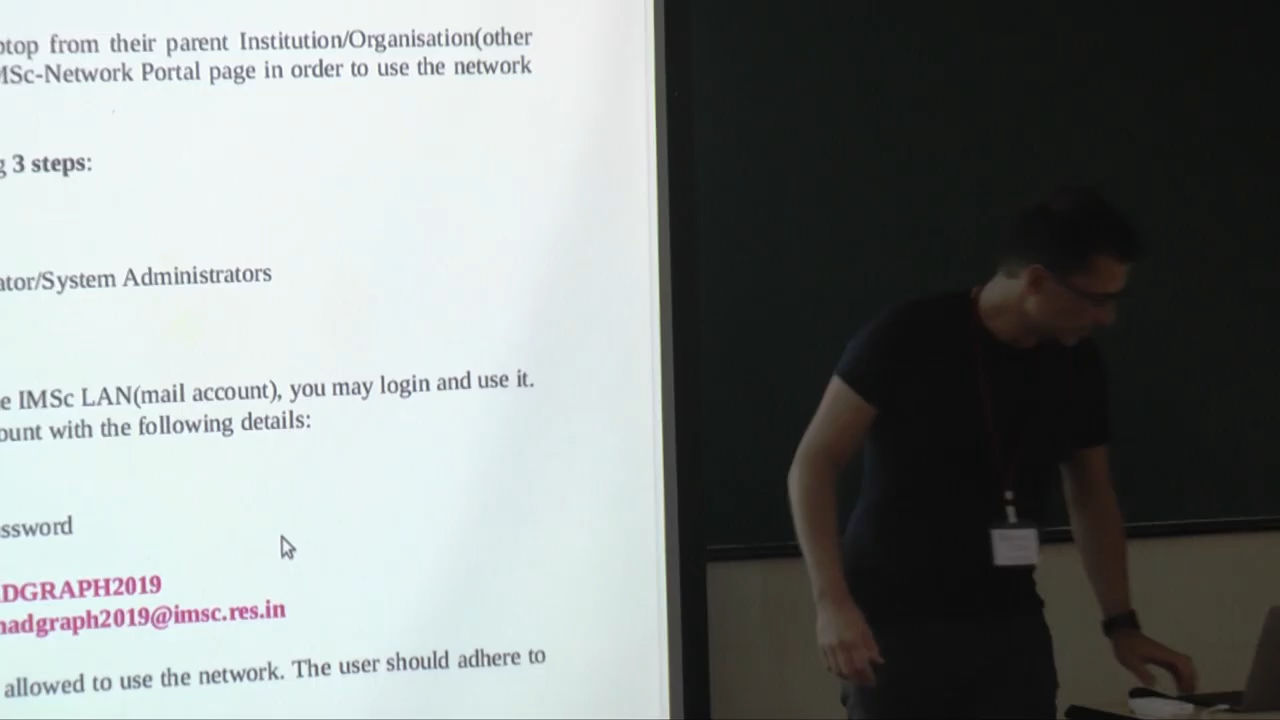 top from their parent Institution/Organisation(other
MSc-Network Portal page in order to use the network
3 steps:
ator/System Administrators
e IMSc LAN(mail account), you may login and use it.
ount with the following details:
ssword
DGRAPH2019
adgraph2019@imsc.res.in
allowed to use the network. The user should adhere to